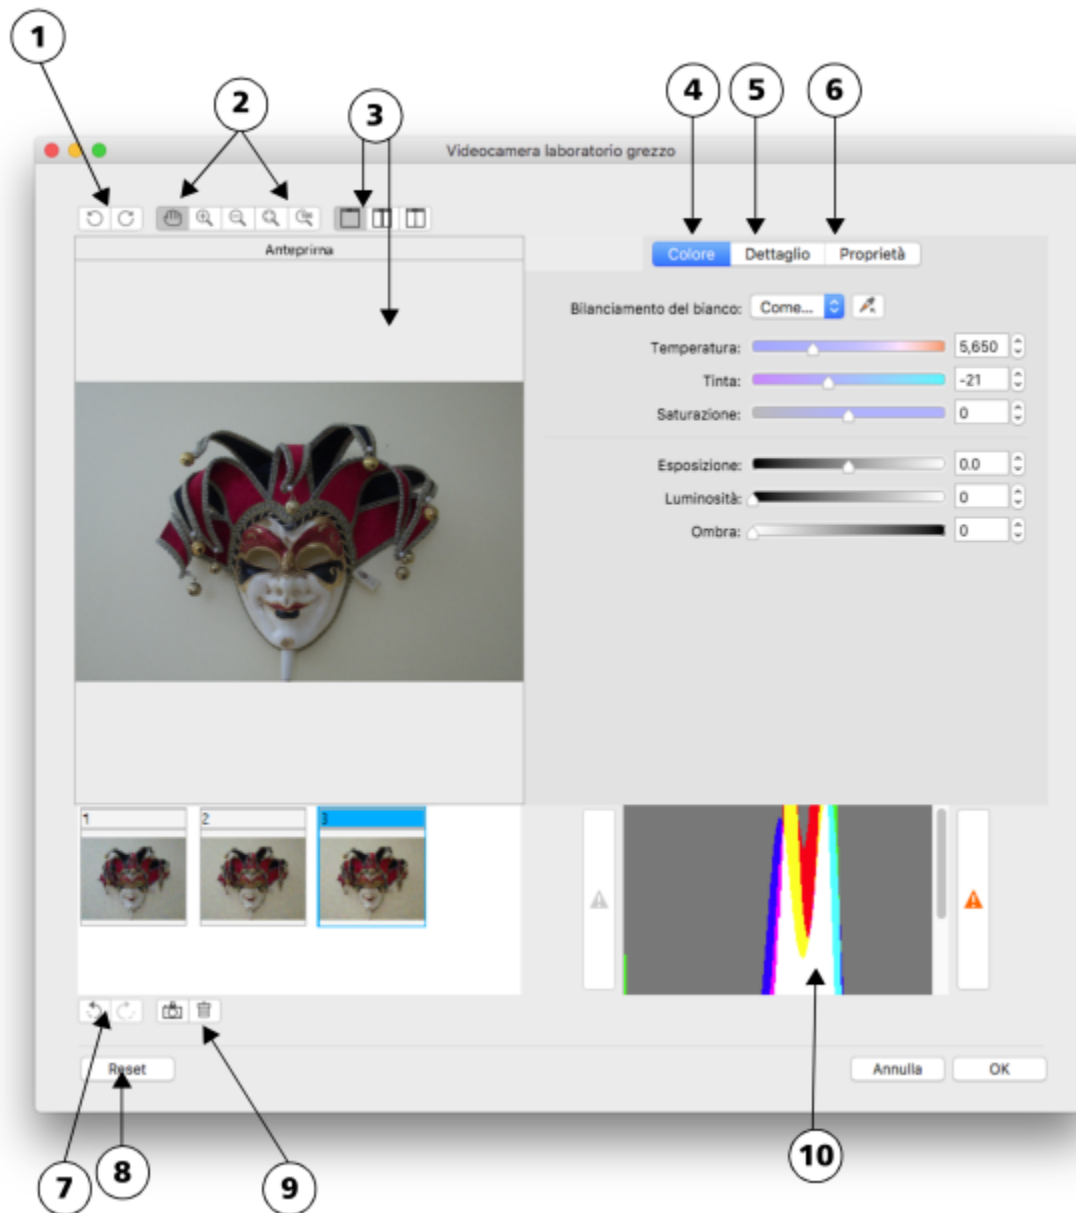 1
2
3
4 5 6
Videocamera laboratorio grezzo
Anteprima
Colore Dettaglio Proprietà
Bilanciamento del bianco: Come...
Temperatura: 5,650
Tinta: -21
Saturazione: 0
Esposizione: 0.0
Luminosità: 0
Ombra: 0
1 2 3
Reset Annulla OK
7 8 9 10